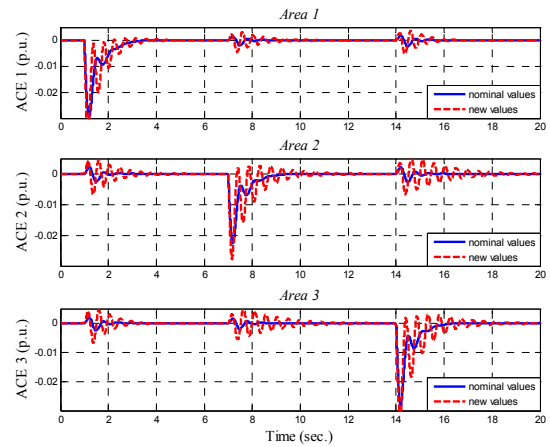 Area 1
ACE 1 (p.u.)
0
-0.01
-0.02
nominal values
new values
0 2 4 6 8 10 12 14 16 18 20
Area 2
ACE 2 (p.u.)
0
-0.01
-0.02
nominal values
new values
0 2 4 6 8 10 12 14 16 18 20
Area 3
ACE 3 (p.u.)
0
-0.01
-0.02
nominal values
new values
0 2 4 6 8 10 12 14 16 18 20
Time (sec.)